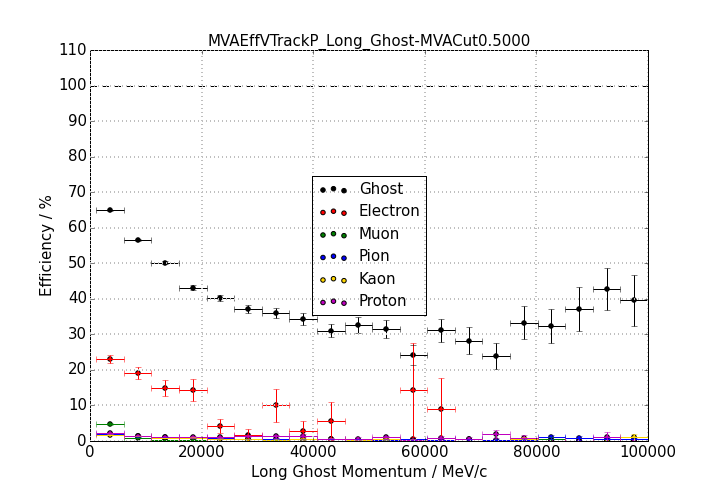 MVAEffVTrackP_Long_Ghost-MVACut0.5000
110
100
90
80
70
60
50
40
30
20
10
0
Efficiency / %
Ghost
Electron
Muon
Pion
Kaon
Proton
0 20000 40000 60000 80000 100000
Long Ghost Momentum / MeV/c